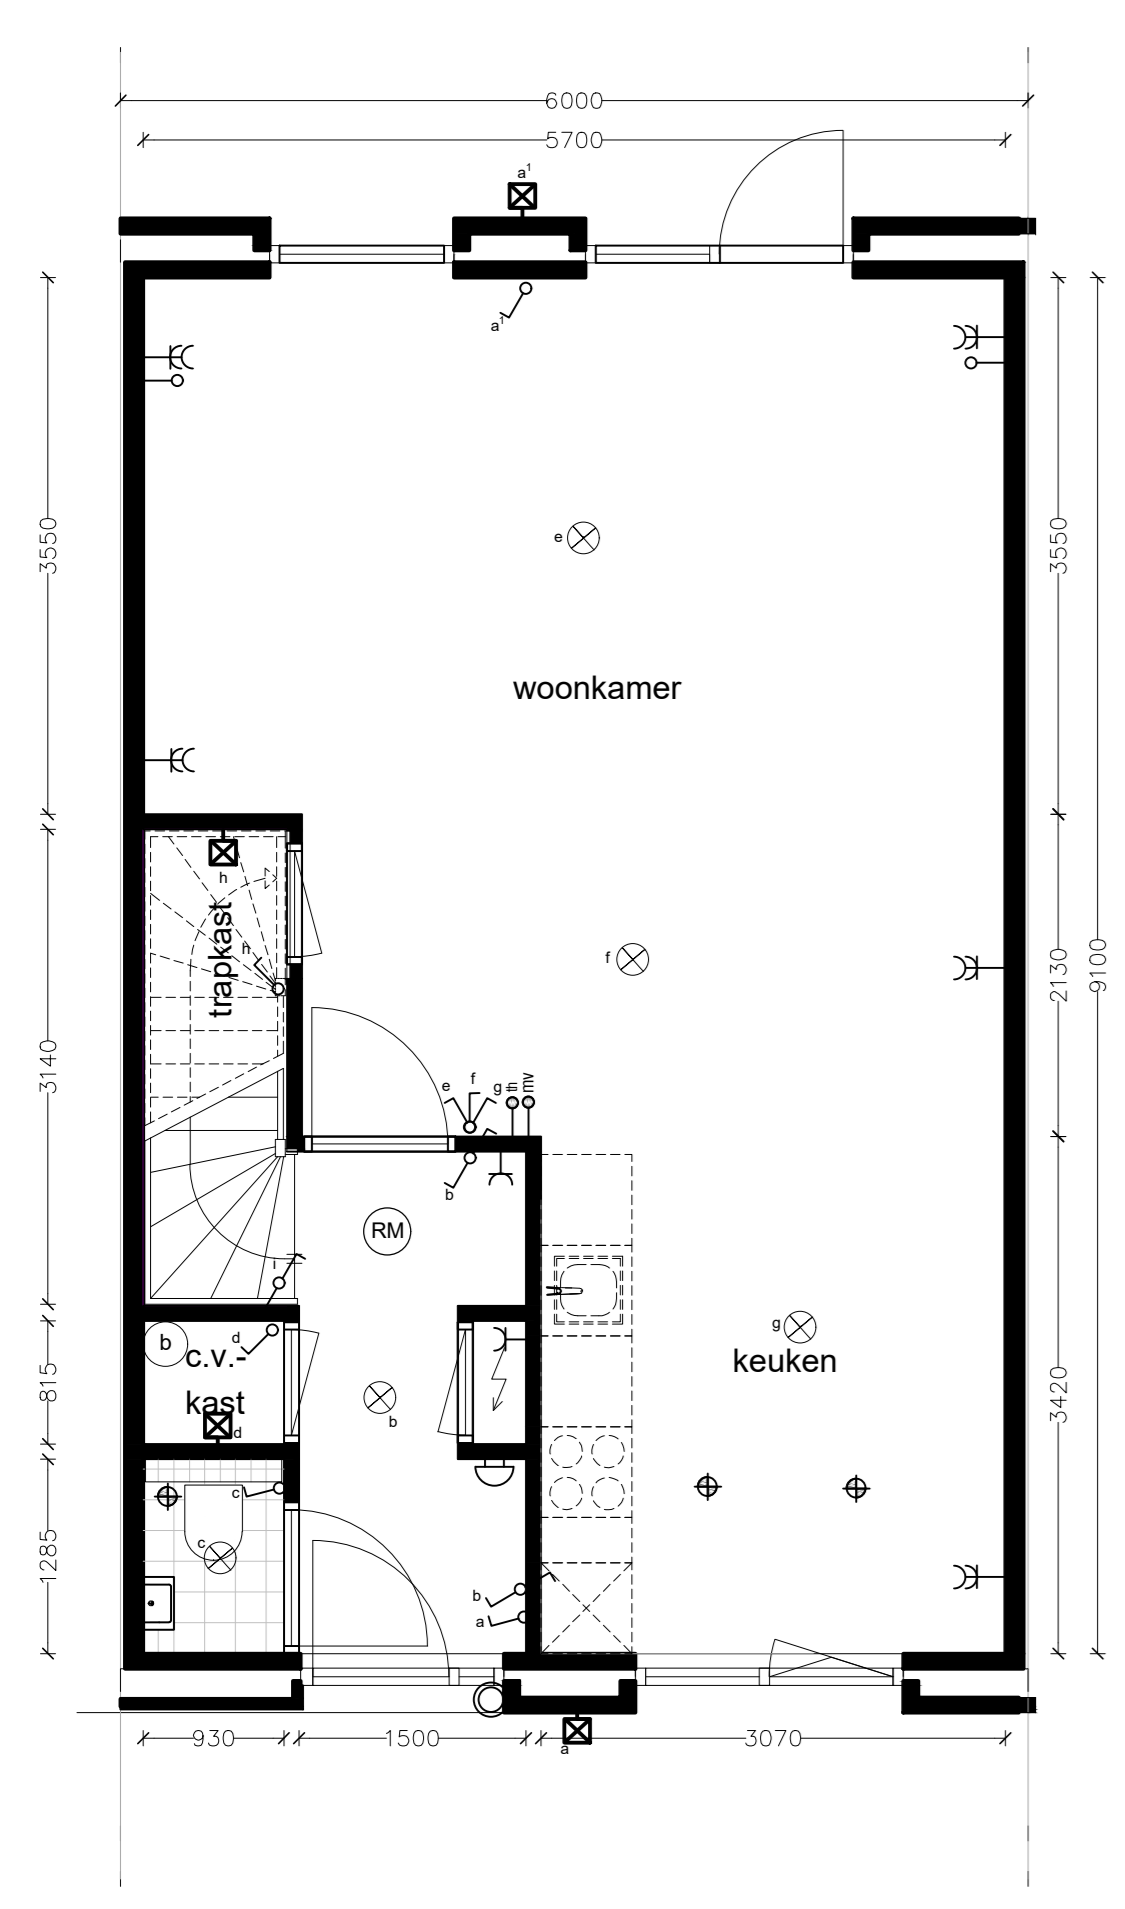 6000
5700
a¹
a¹
e
woonkamer
3550
3550
h
trapkast
h
f
2130
9100
3140
e
f
g
th
mv
b
RM
i
g
keuken
b
d
c.v.-
kast
d
b
815
3420
c
c
1285
b
a
930
1500
3070
a